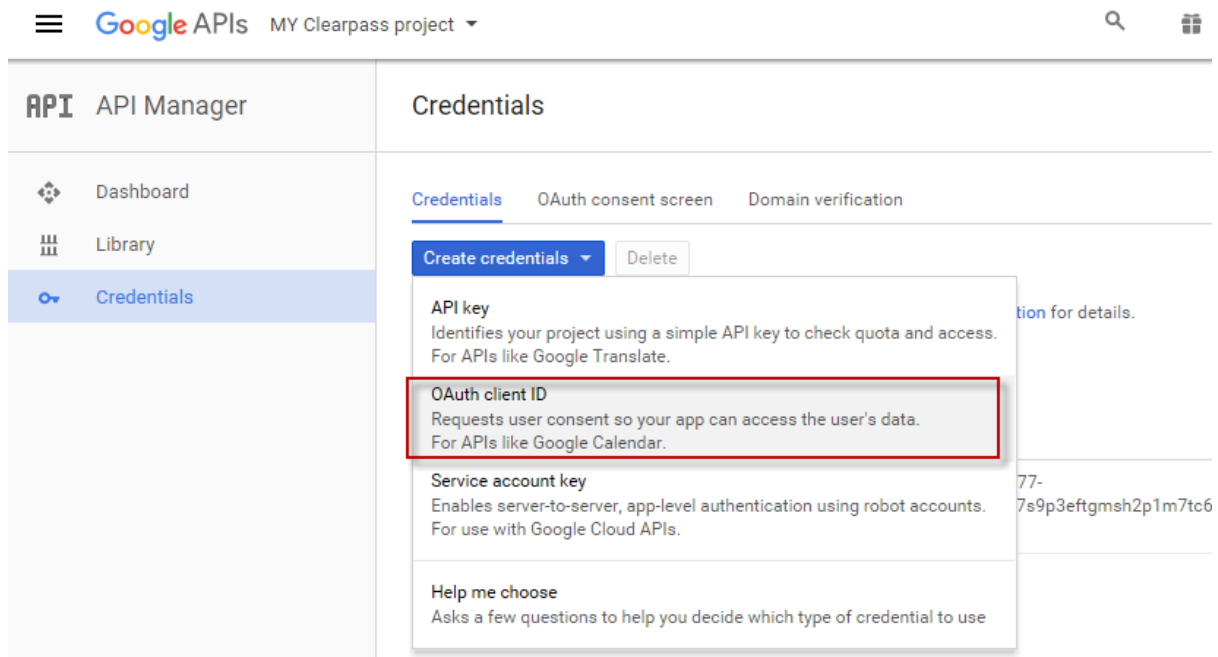 Google APIs MY Clearpass project
API API Manager
Credentials
Dashboard
Library
Credentials
Credentials OAuth consent screen Domain verification
Create credentials Delete
API key
Identifies your project using a simple API key to check quota and access.
For APIs like Google Translate.
tion for details.
OAuth client ID
Requests user consent so your app can access the user's data.
For APIs like Google Calendar.
Service account key
Enables server-to-server, app-level authentication using robot accounts.
For use with Google Cloud APIs.
77-
7s9p3eftgmsh2p1m7tc6
Help me choose
Asks a few questions to help you decide which type of credential to use